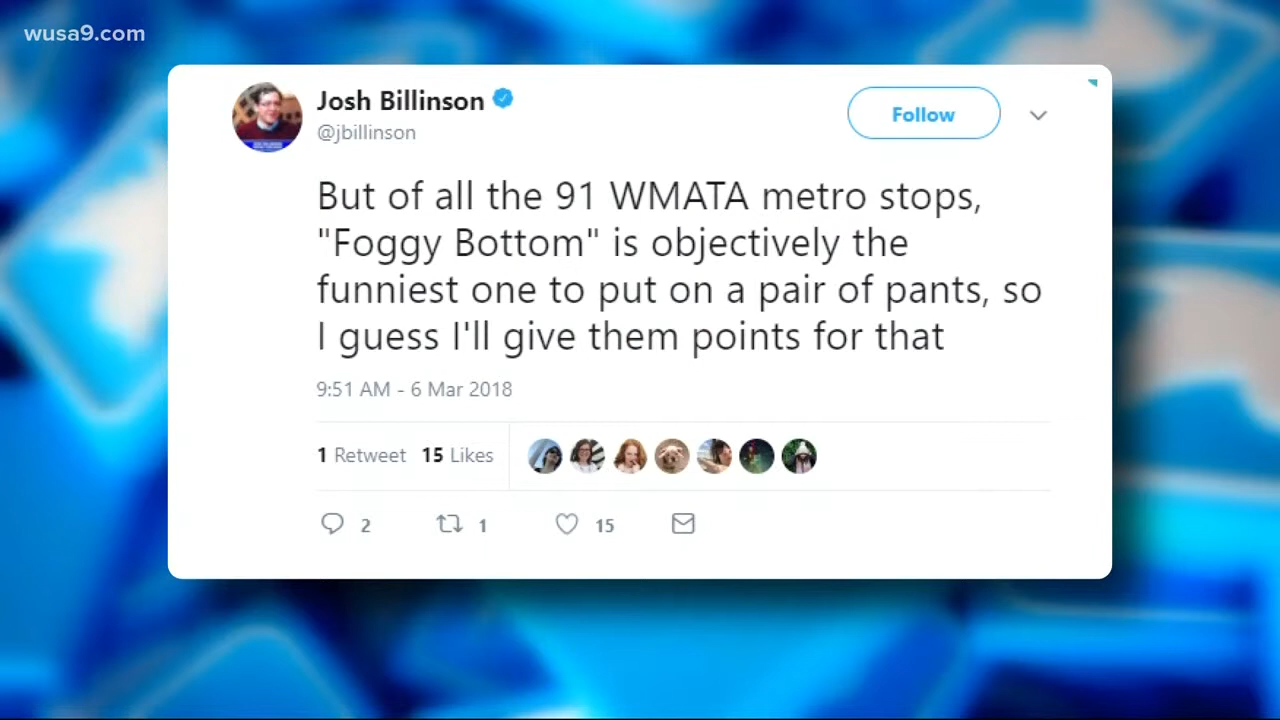 wusa9.com
Josh Billinson
@jbillinson
Follow
But of all the 91 WMATA metro stops,
"Foggy Bottom" is objectively the
funniest one to put on a pair of pants, so
I guess I'll give them points for that
9:51 AM - 6 Mar 2018
1 Retweet 15 Likes
2 1 15